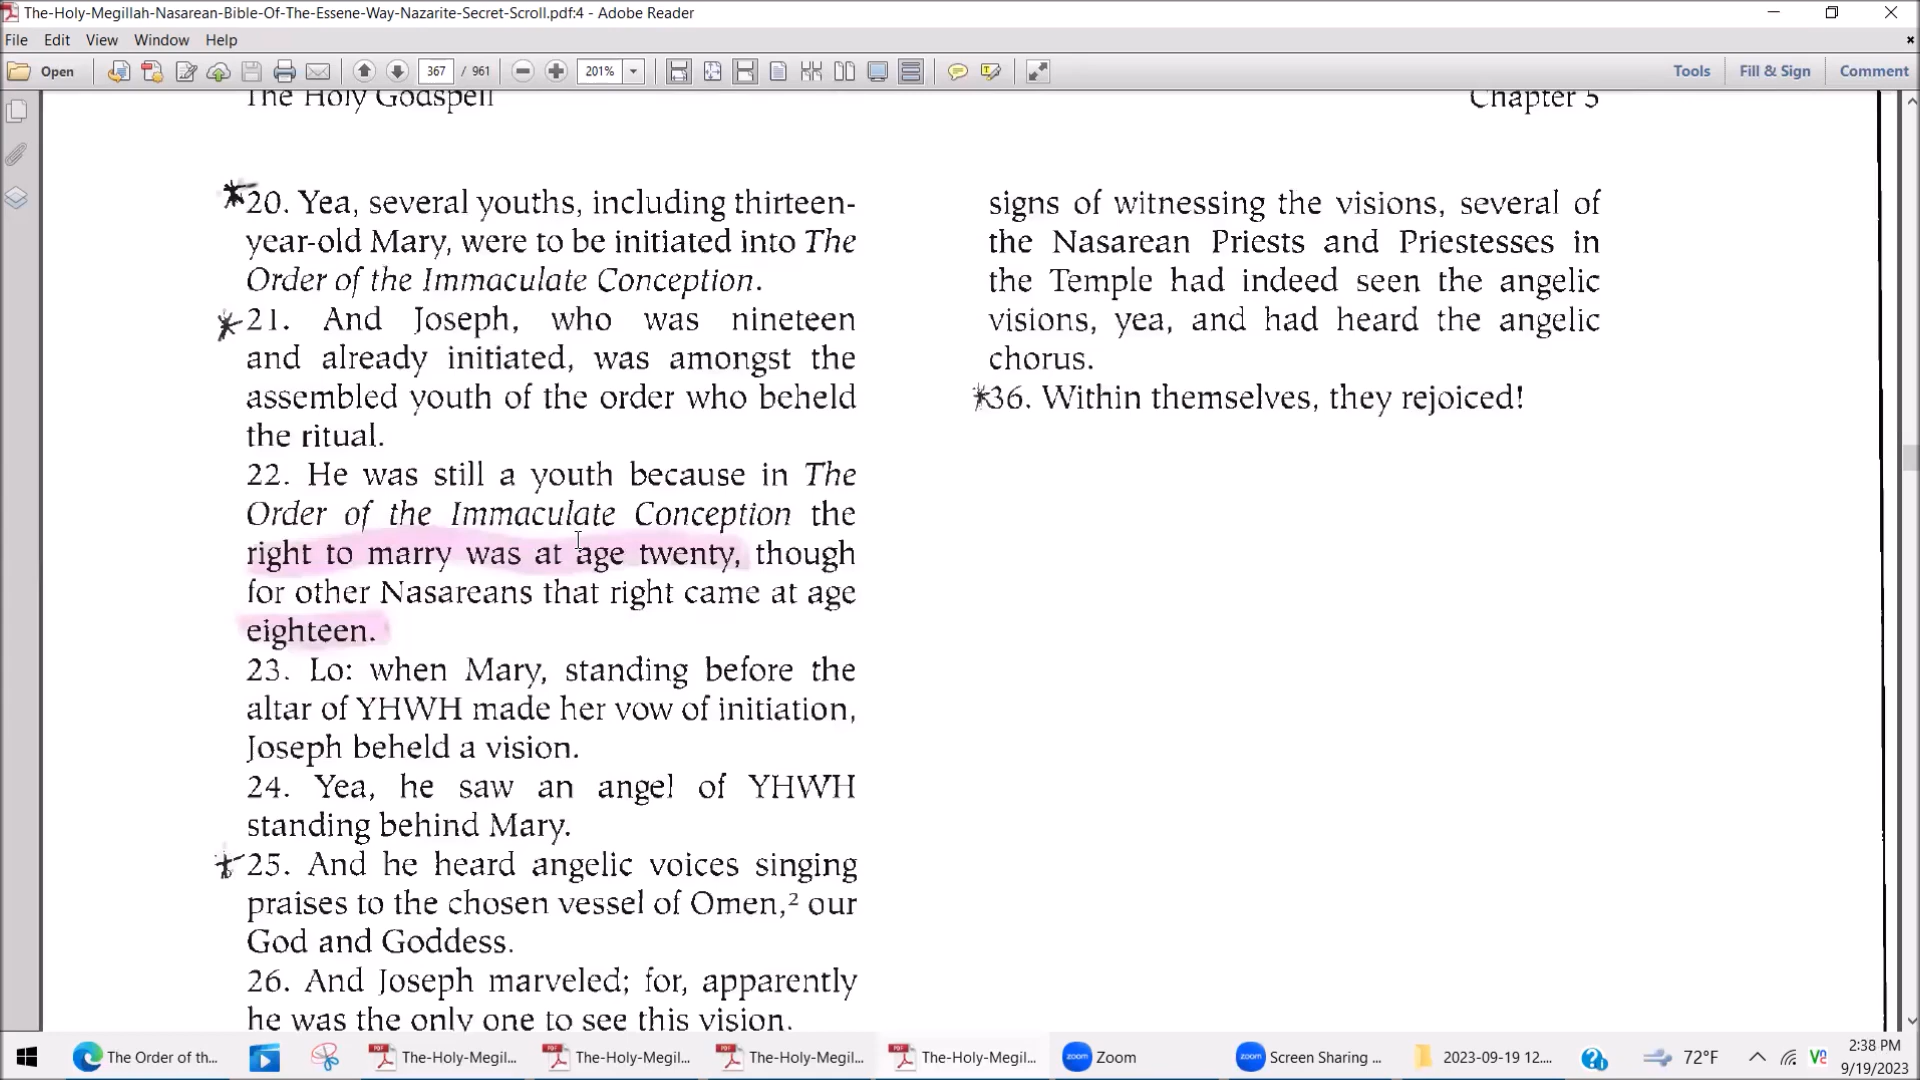 The-Holy-Megillah-Nasarean-Bible-Of-The-Essene-Way-Nazarite-Secret-Scroll.pdf:4 - Adobe Reader
File Edit View Window Help
Open 367 / 961 201% Tools Fill & Sign Comment
The Holy Godspell Chapter 5
20. Yea, several youths, including thirteen-
year-old Mary, were to be initiated into The
Order of the Immaculate Conception.
21. And Joseph, who was nineteen
and already initiated, was amongst the
assembled youth of the order who beheld
the ritual.
22. He was still a youth because in The
Order of the Immaculate Conception the
right to marry was at age twenty, though
for other Nasareans that right came at age
eighteen.
23. Lo: when Mary, standing before the
altar of YHWH made her vow of initiation,
Joseph beheld a vision.
24. Yea, he saw an angel of YHWH
standing behind Mary.
25. And he heard angelic voices singing
praises to the chosen vessel of Omen,² our
God and Goddess.
26. And Joseph marveled; for, apparently
he was the only one to see this vision.
signs of witnessing the visions, several of
the Nasarean Priests and Priestesses in
the Temple had indeed seen the angelic
visions, yea, and had heard the angelic
chorus.
36. Within themselves, they rejoiced!
The Order of th... The-Holy-Megil... The-Holy-Megil... The-Holy-Megil... The-Holy-Megil... zoom Zoom zoom Screen Sharing ... 2023-09-19 12.... 72°F 2:38 PM
9/19/2023